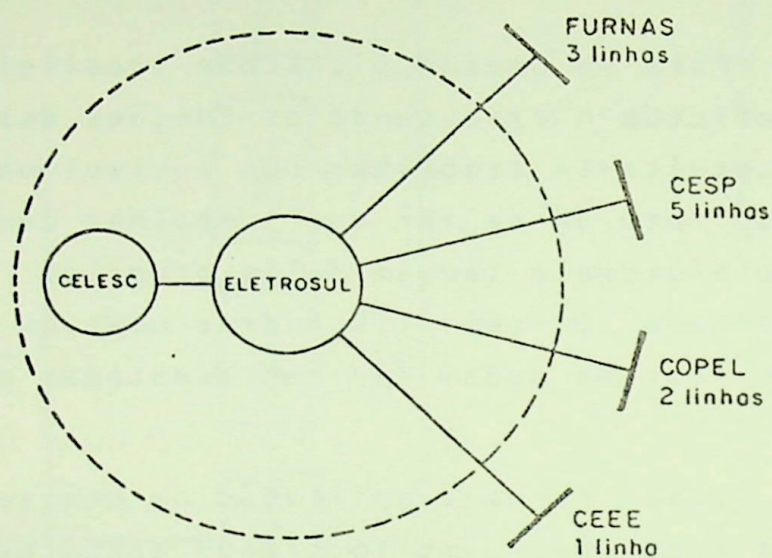 FURNAS
3 linhas
CESP
5 linhas
CELESC
ELETROSUL
COPEL
2 linhas
CEEE
1 linha